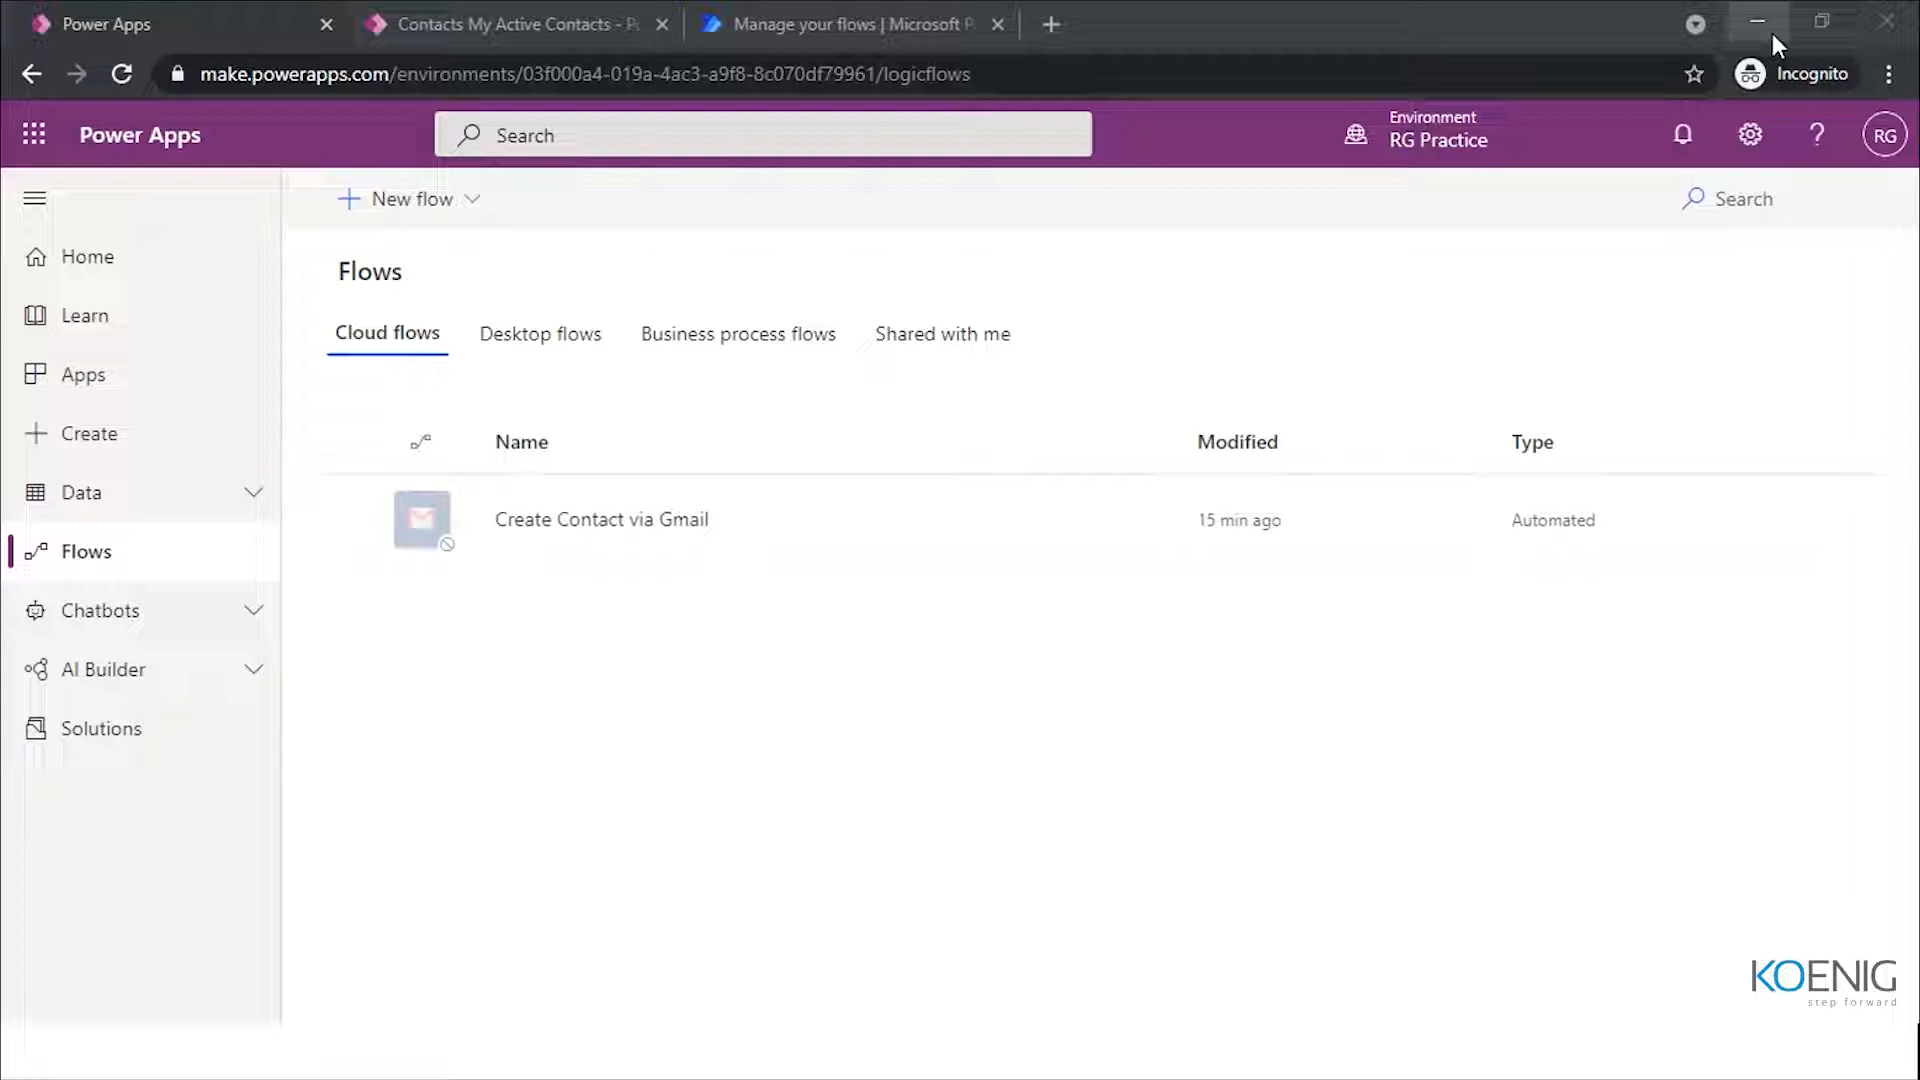 Power Apps
Contacts My Active Contacts - P
Manage your flows | Microsoft P
make.powerapps.com/environments/03f000a4-019a-4ac3-a9f8-8c070df79961/logicflows
Incognito
Power Apps
Search
Environment
RG Practice
RG
New flow
Search
Home
Learn
Apps
Create
Data
Flows
Chatbots
AI Builder
Solutions
Flows
Cloud flows
Desktop flows
Business process flows
Shared with me
Name
Modified
Type
Create Contact via Gmail
15 min ago
Automated
KOENIG
step forward